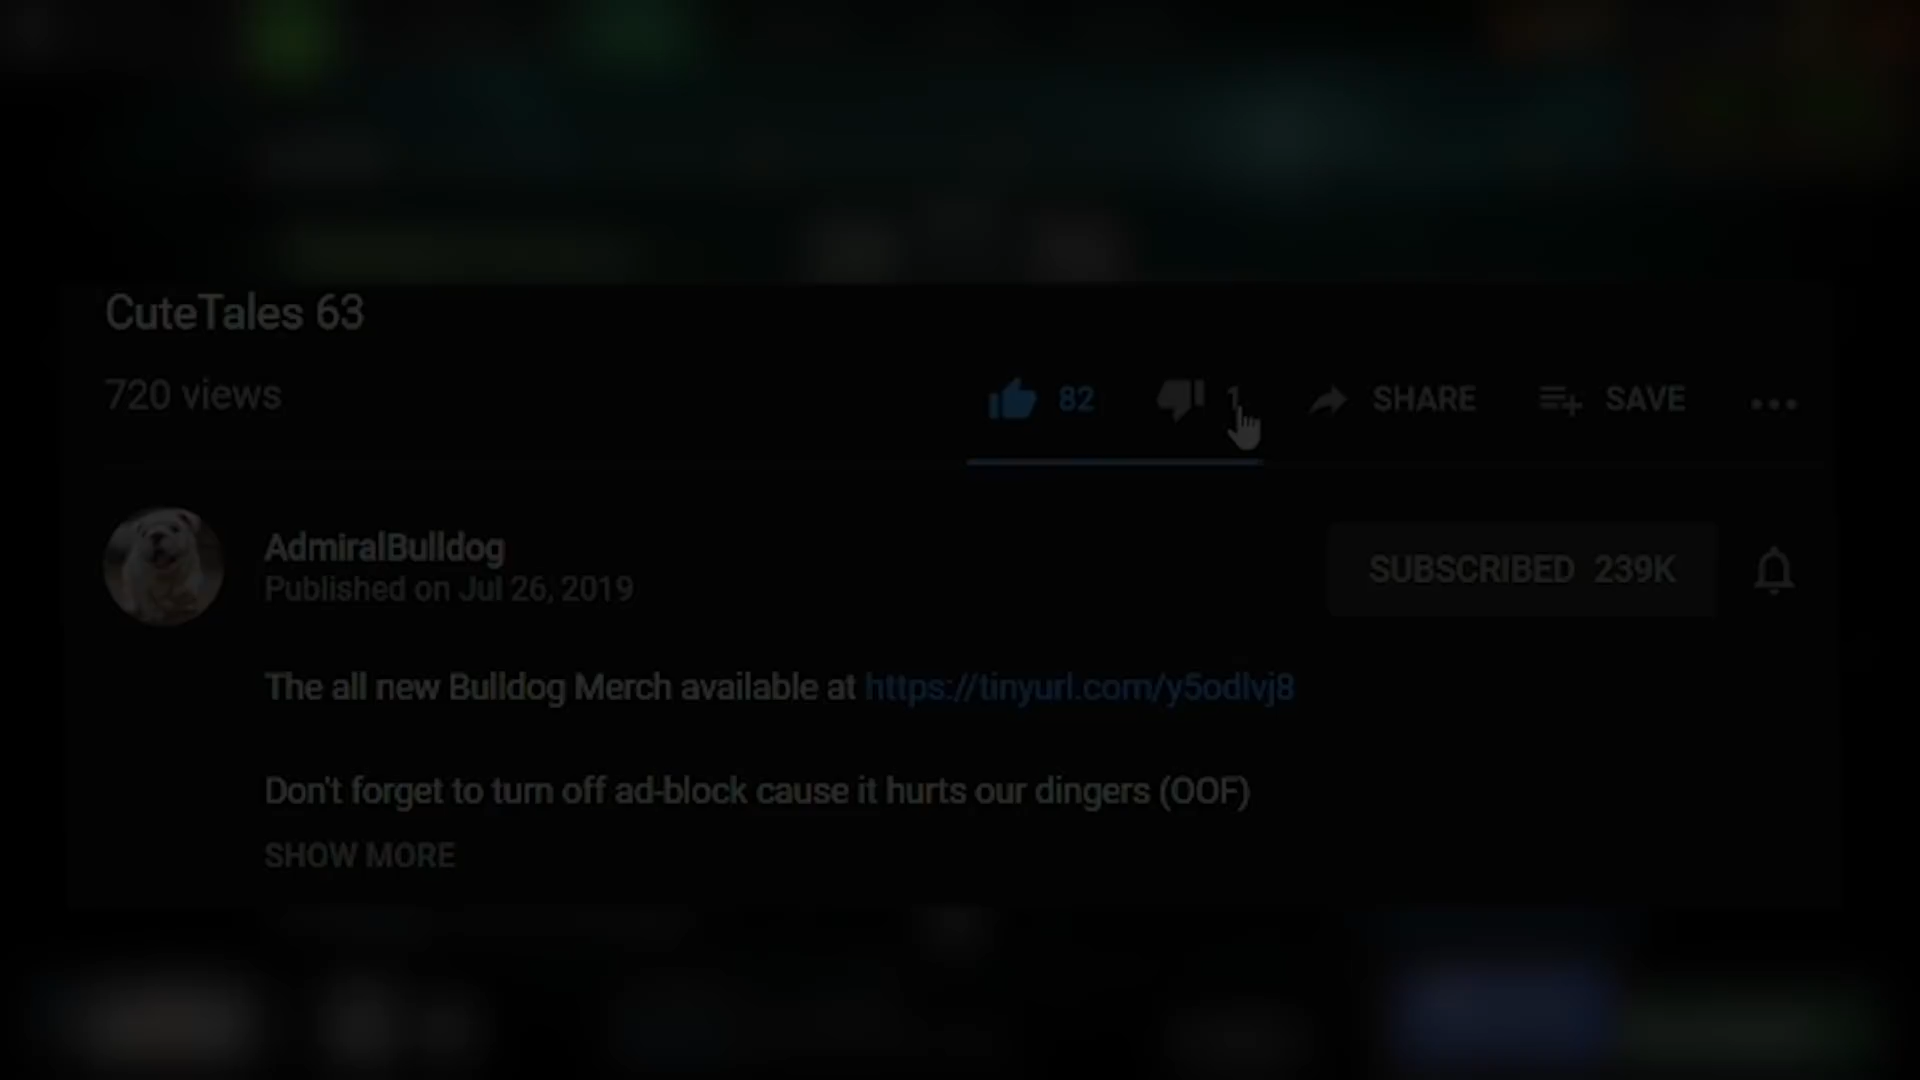 CuteTales 63
720 views
82 1 SHARE SAVE
AdmiralBulldog
Published on Jul 26, 2019
SUBSCRIBED 239K
The all new Bulldog Merch available at https://tinyurl.com/y5odlvj8
Don't forget to turn off ad-block cause it hurts our dingers (OOF)
SHOW MORE